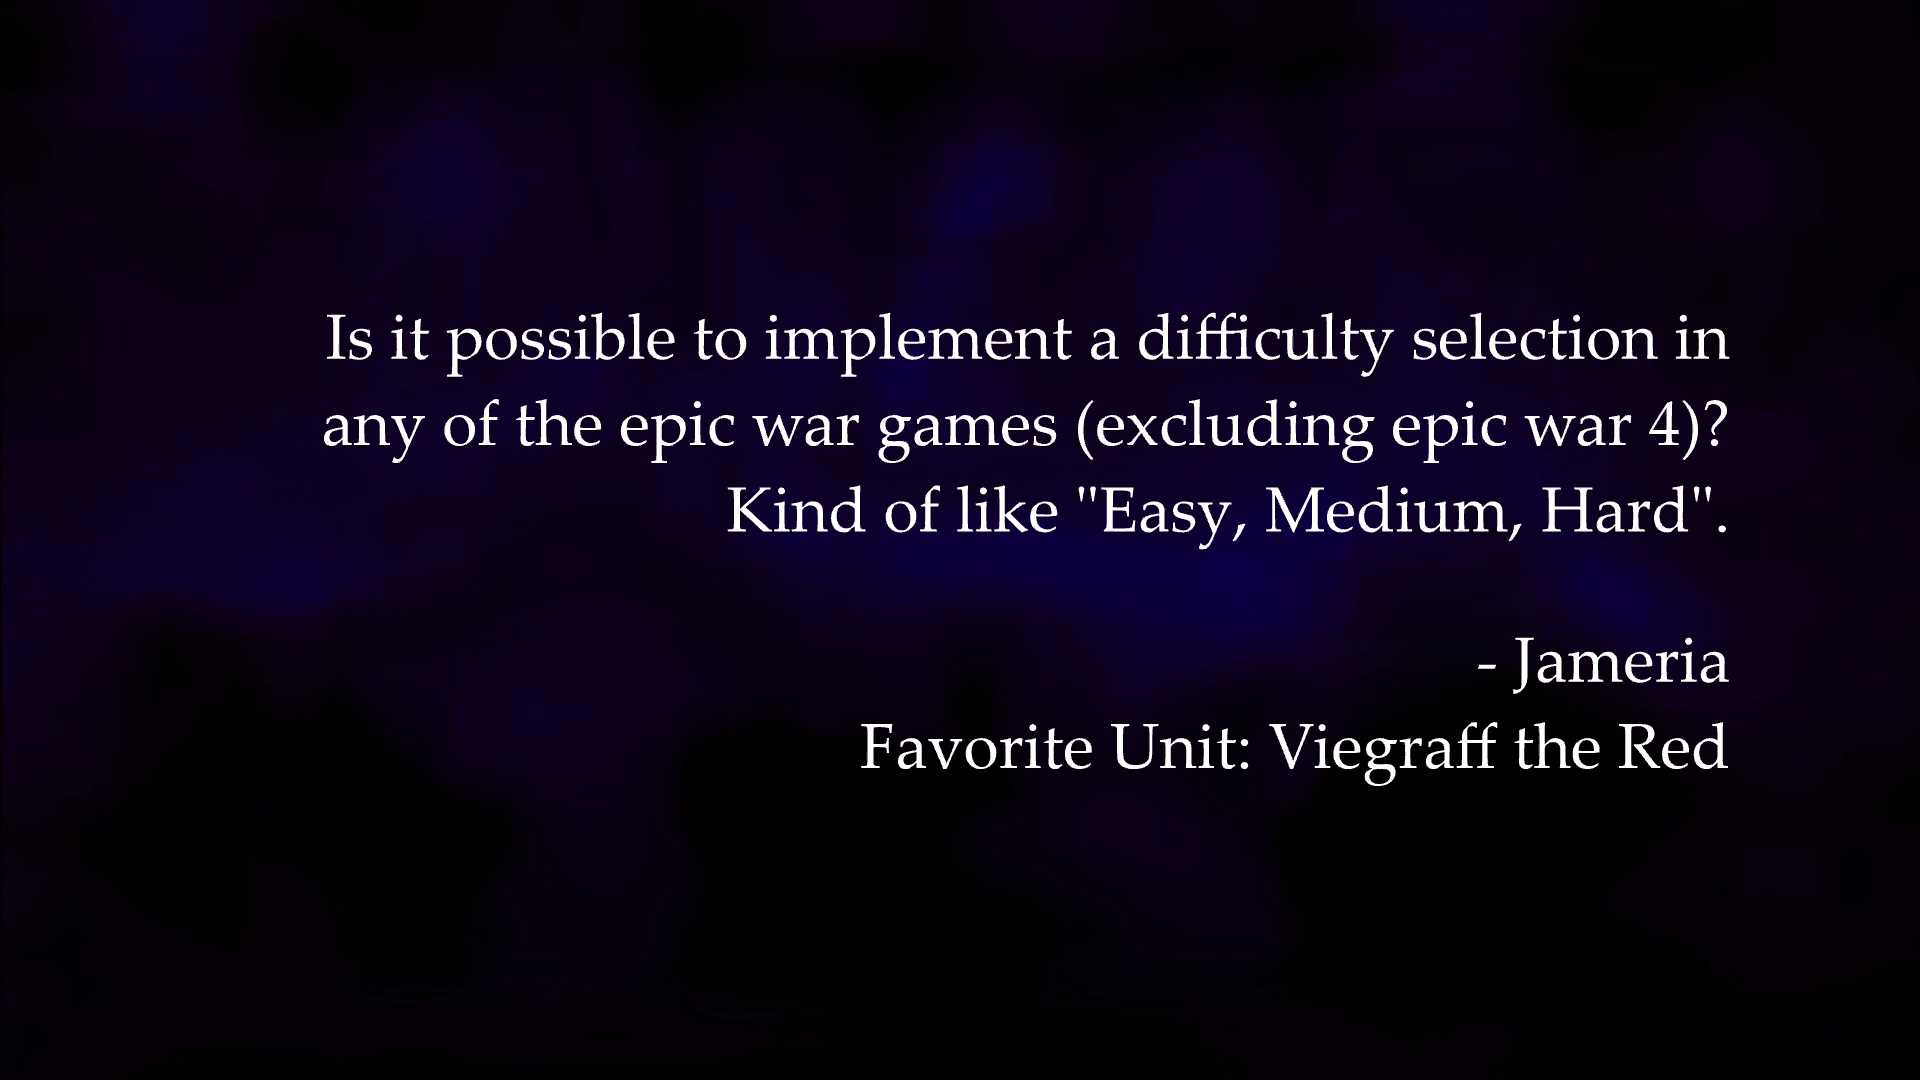 Is it possible to implement a difficulty selection in
any of the epic war games (excluding epic war 4)?
Kind of like "Easy, Medium, Hard".
- Jameria
Favorite Unit: Viegraff the Red